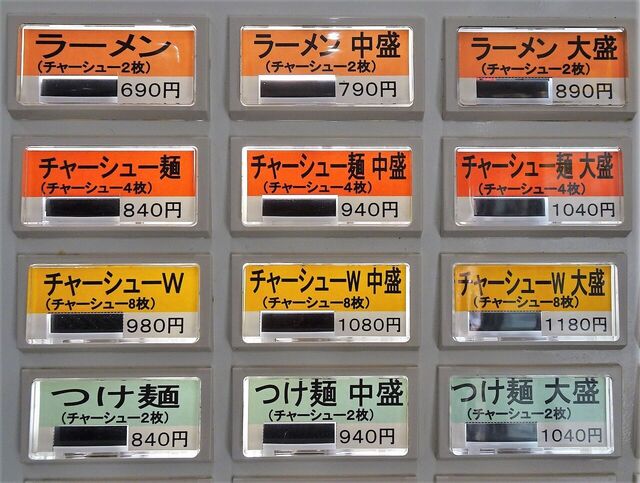 ラーメン
(チャーシュー2枚)
690円
ラーメン 中盛
(チャーシュー2枚)
790円
ラーメン 大盛
(チャーシュー2枚)
890円
チャーシュー麺
(チャーシュー4枚)
840円
チャーシュー麺 中盛
(チャーシュー4枚)
940円
チャーシュー麺 大盛
(チャーシュー4枚)
1040円
チャーシューW
(チャーシュー8枚)
980円
チャーシューW 中盛
(チャーシュー8枚)
1080円
チャーシューW 大盛
(チャーシュー8枚)
1180円
つけ麺
(チャーシュー2枚)
840円
つけ麺 中盛
(チャーシュー2枚)
940円
つけ麺 大盛
(チャーシュー2枚)
1040円